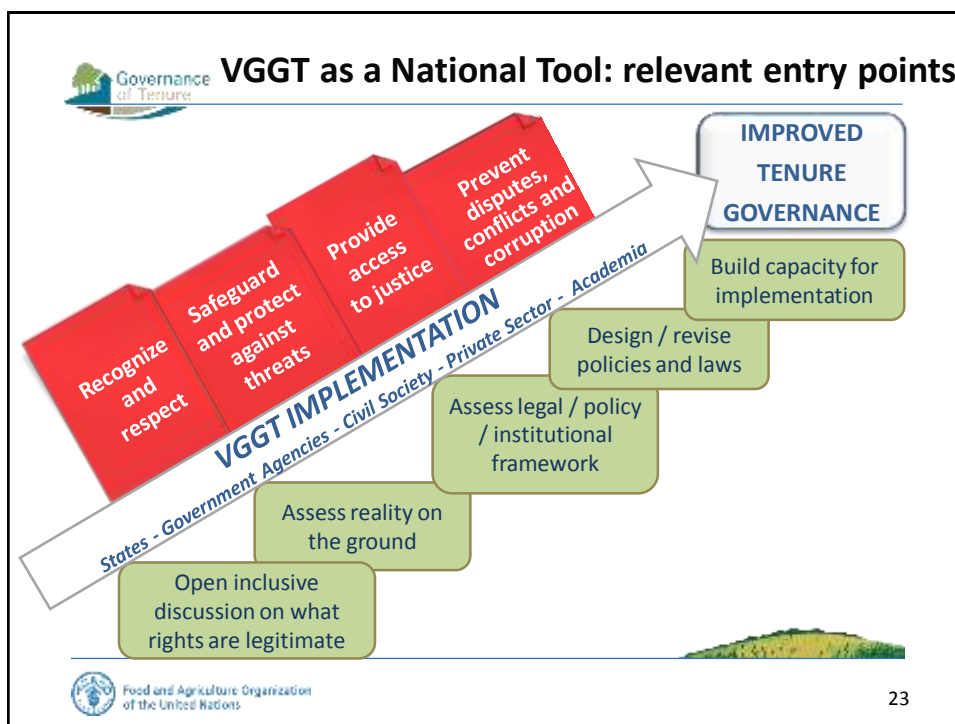 Governance
of Tenure
VGGT as a National Tool: relevant entry points
IMPROVED
TENURE
GOVERNANCE
Recognize
and
respect
Safeguard
and protect
against
threats
Provide
access
to justice
Prevent
disputes,
conflicts and
corruption
VGGT IMPLEMENTATION
States - Government Agencies - Civil Society - Private Sector - Academia
Build capacity for
implementation
Design / revise
policies and laws
Assess legal / policy
/ institutional
framework
Assess reality on
the ground
Open inclusive
discussion on what
rights are legitimate
Food and Agriculture Organization
of the United Nations
23